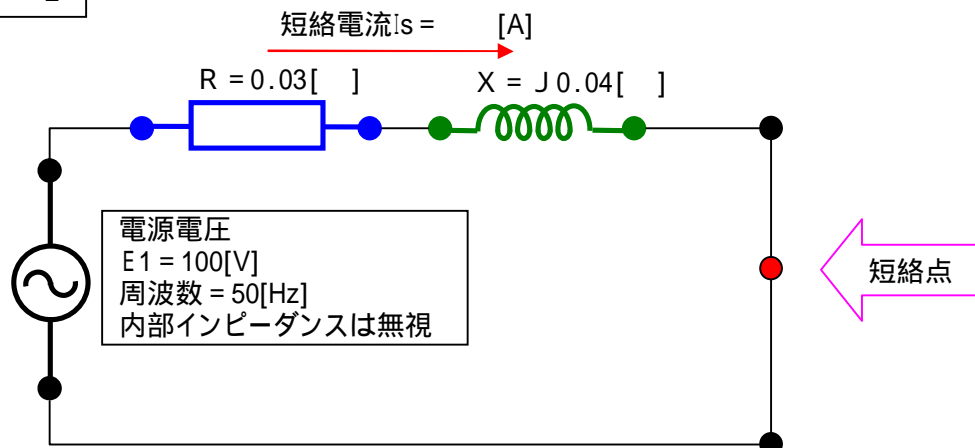 短絡電流Is = [A]
R = 0.03[ ]
X = J 0.04[ ]
電源電圧
E1 = 100[V]
周波数 = 50[Hz]
内部インピーダンスは無視
短絡点